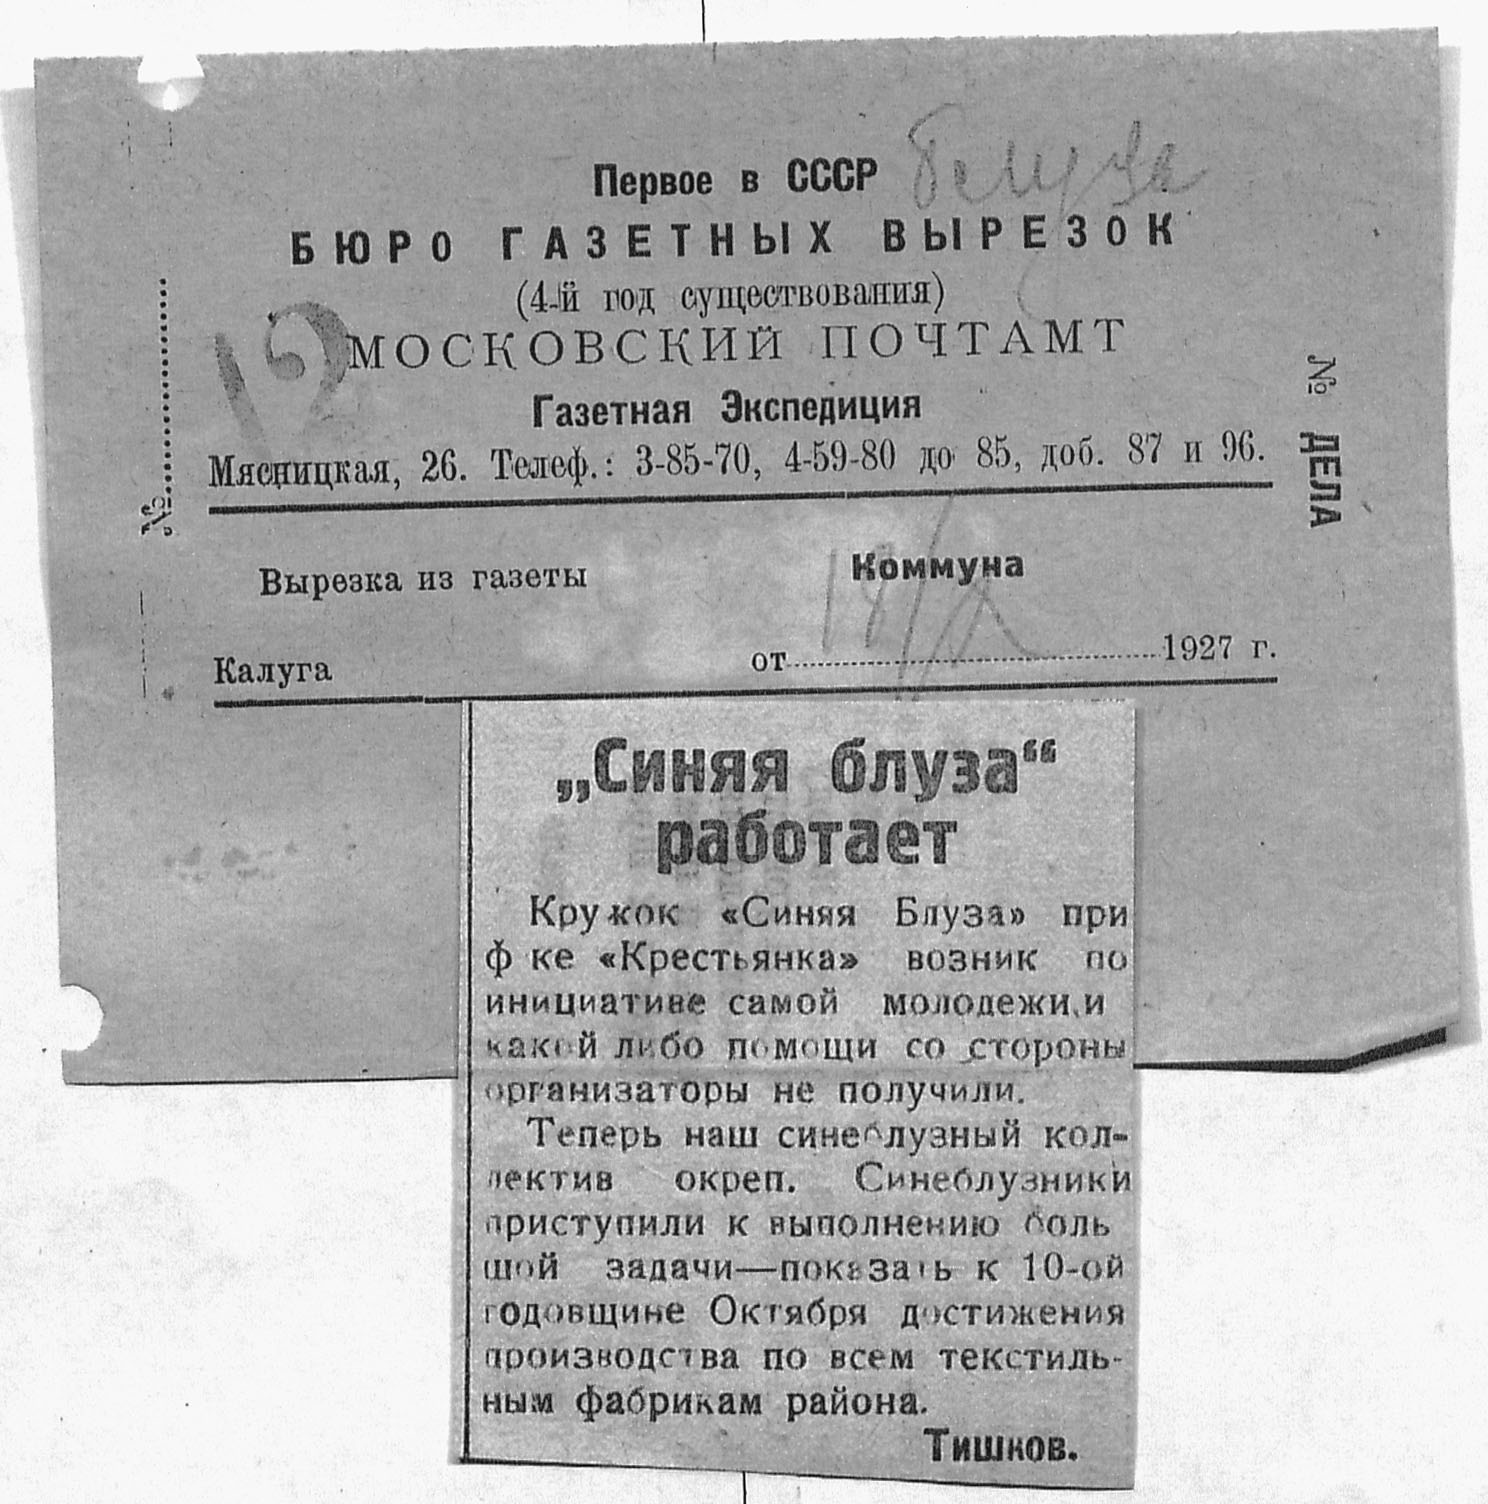 Первое в СССР
БЮРО ГАЗЕТНЫХ ВЫРЕЗОК
(4-й год существования)
МОСКОВСКИЙ ПОЧТАМТ
Газетная Экспедиция
Мясницкая, 26. Телеф.: 3-85-70, 4-59-80 до 85, доб. 87 и 96.
№
№ ДЕЛА
12
Вырезка из газеты Коммуна
Калуга от 1927 г.
„Синяя блуза“
работает
Кружок «Синяя Блуза» при
ф ке «Крестьянка» возник по
инициативе самой молодежи, и
какой либо помощи со стороны
организаторы не получили.
Теперь наш синеблузный кол-
лектив окреп. Синеблузники
приступили к выполнению боль
шой задачи—показать к 10-ой
годовщине Октября достижения
производства по всем текстиль-
ным фабрикам района.
Тишков.